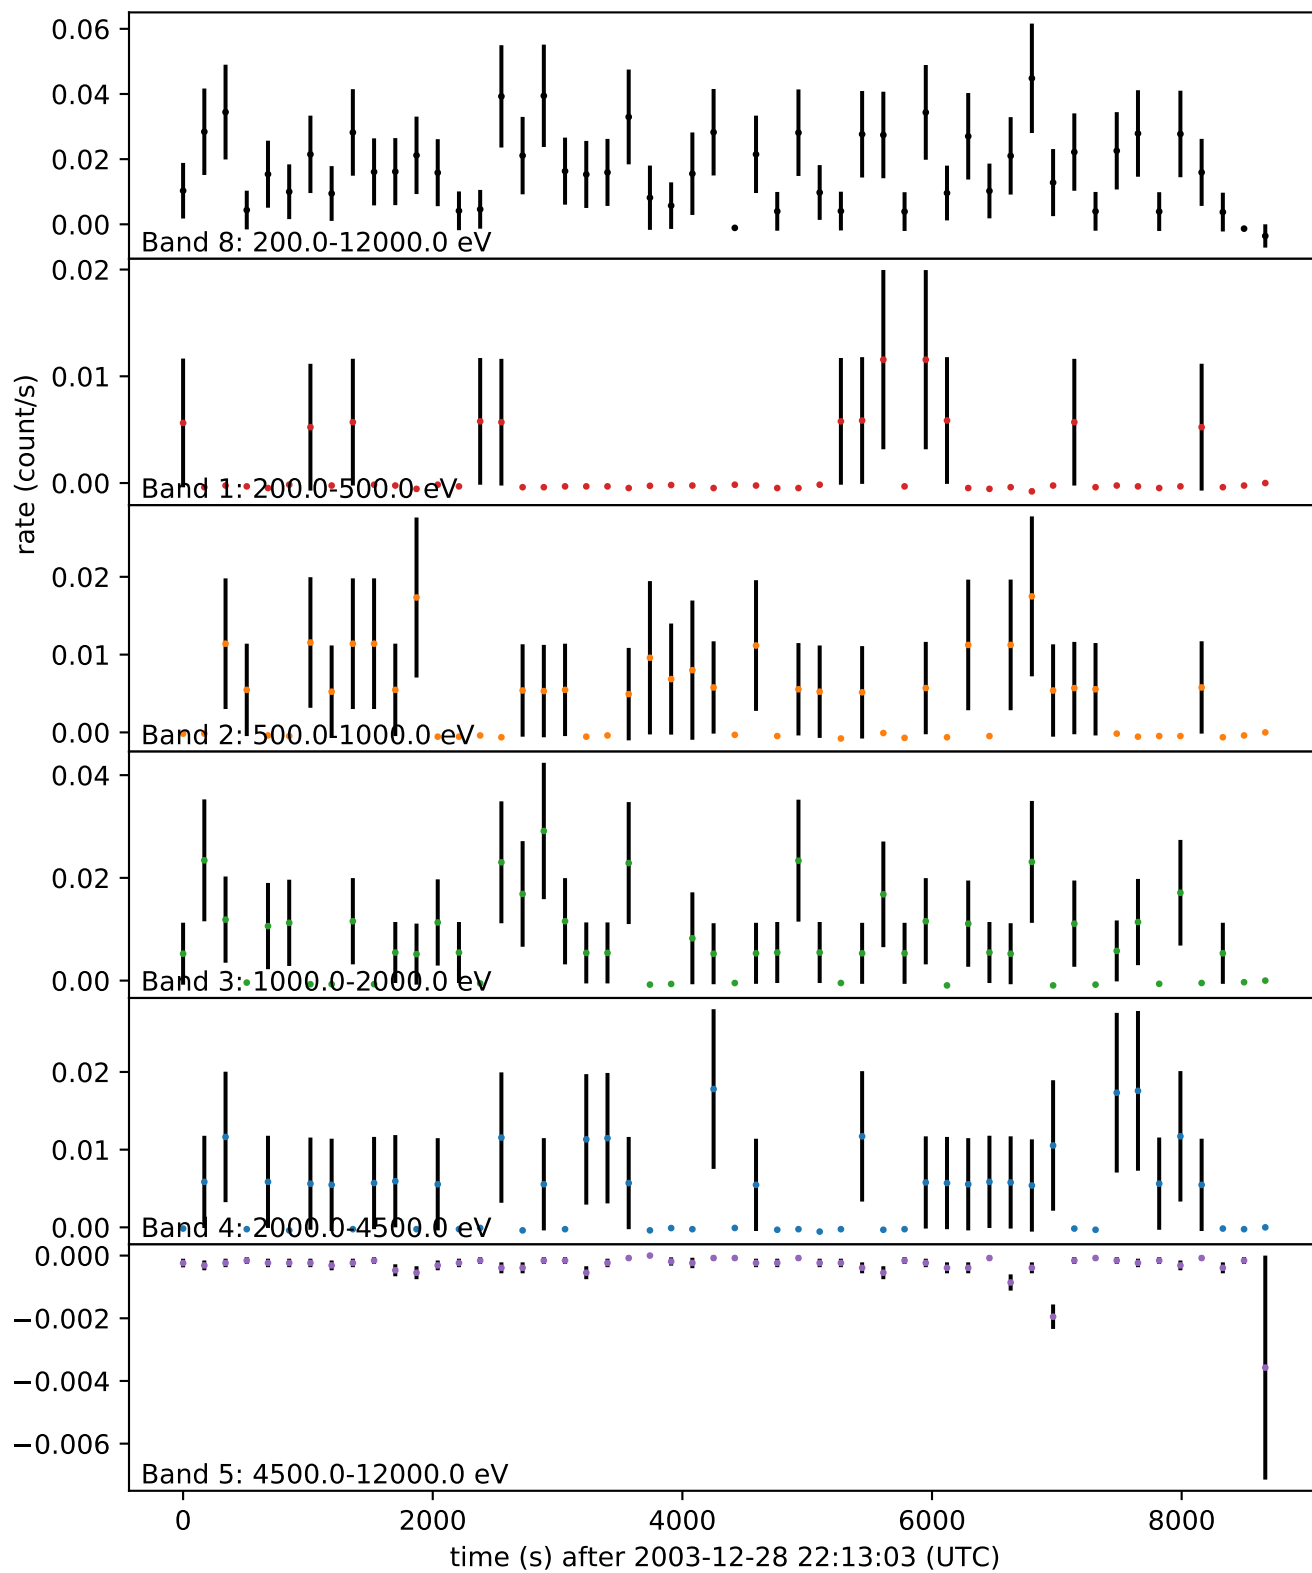 0.06
0.04
0.02
0.00
Band 8: 200.0-12000.0 eV
0.02
0.01
0.00
Band 1: 200.0-500.0 eV
rate (count/s)
0.02
0.01
0.00
Band 2: 500.0-1000.0 eV
0.04
0.02
0.00
Band 3: 1000.0-2000.0 eV
0.02
0.01
0.00
Band 4: 2000.0-4500.0 eV
0.000
−0.002
−0.004
−0.006
Band 5: 4500.0-12000.0 eV
0 2000 4000 6000 8000
time (s) after 2003-12-28 22:13:03 (UTC)